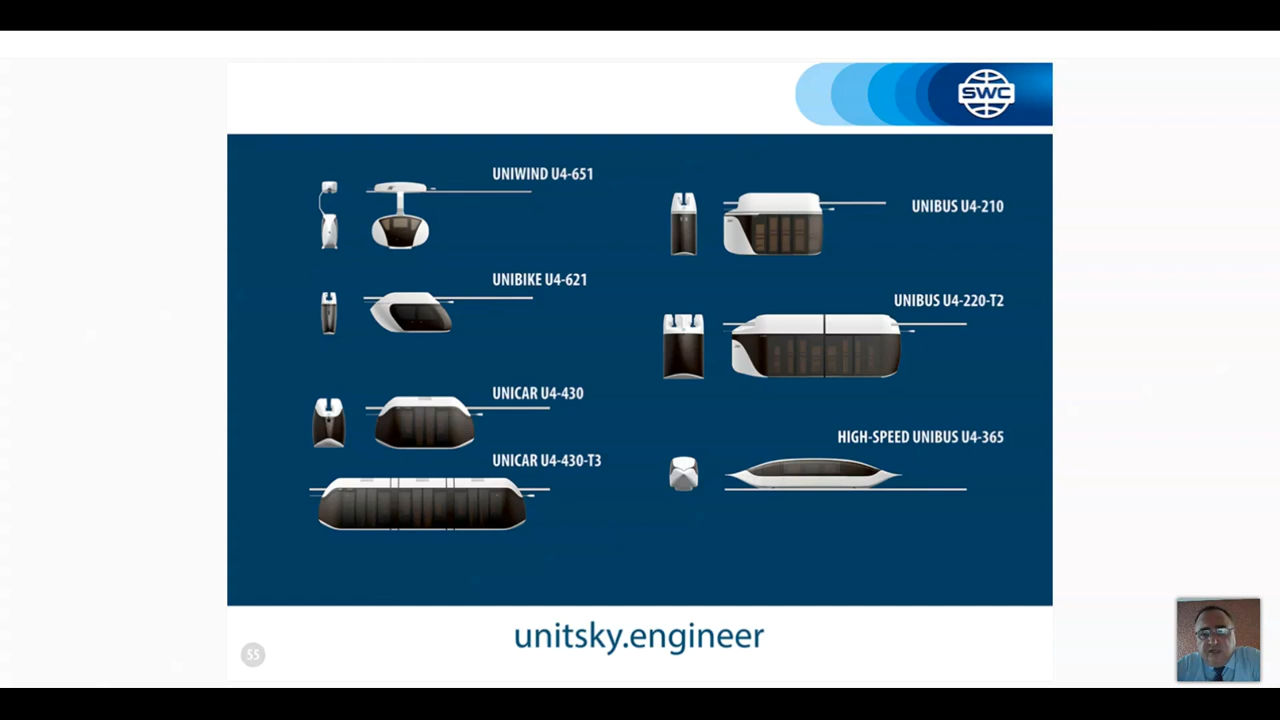 SWC
UNIWIND U4-651
UNIBIKE U4-621
UNICAR U4-430
UNICAR U4-430-T3
UNIBUS U4-210
UNIBUS U4-220-T2
HIGH-SPEED UNIBUS U4-365
unitsky.engineer
55